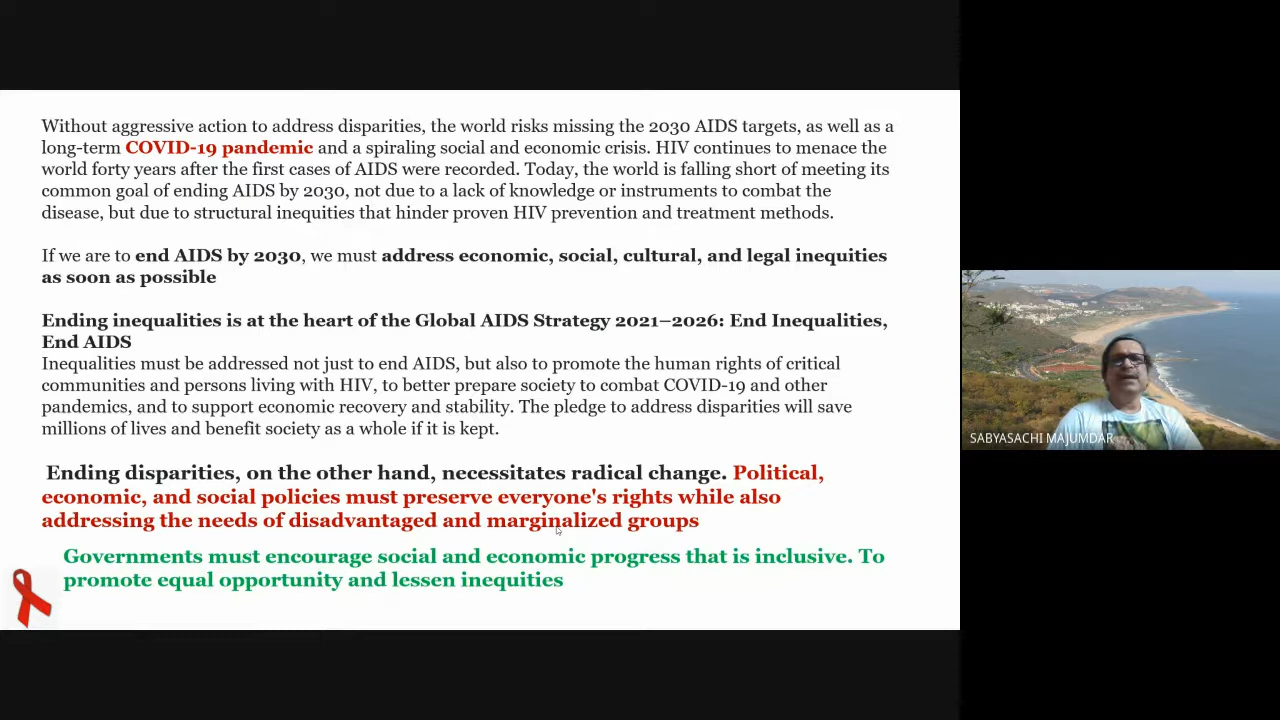 Without aggressive action to address disparities, the world risks missing the 2030 AIDS targets, as well as a
long-term COVID-19 pandemic and a spiraling social and economic crisis. HIV continues to menace the
world forty years after the first cases of AIDS were recorded. Today, the world is falling short of meeting its
common goal of ending AIDS by 2030, not due to a lack of knowledge or instruments to combat the
disease, but due to structural inequities that hinder proven HIV prevention and treatment methods.
If we are to end AIDS by 2030, we must address economic, social, cultural, and legal inequities
as soon as possible
Ending inequalities is at the heart of the Global AIDS Strategy 2021–2026: End Inequalities,
End AIDS
Inequalities must be addressed not just to end AIDS, but also to promote the human rights of critical
communities and persons living with HIV, to better prepare society to combat COVID-19 and other
pandemics, and to support economic recovery and stability. The pledge to address disparities will save
millions of lives and benefit society as a whole if it is kept.
Ending disparities, on the other hand, necessitates radical change. Political,
economic, and social policies must preserve everyone's rights while also
addressing the needs of disadvantaged and marginalized groups
Governments must encourage social and economic progress that is inclusive. To
promote equal opportunity and lessen inequities
SABYASACHI MAJUMDAR